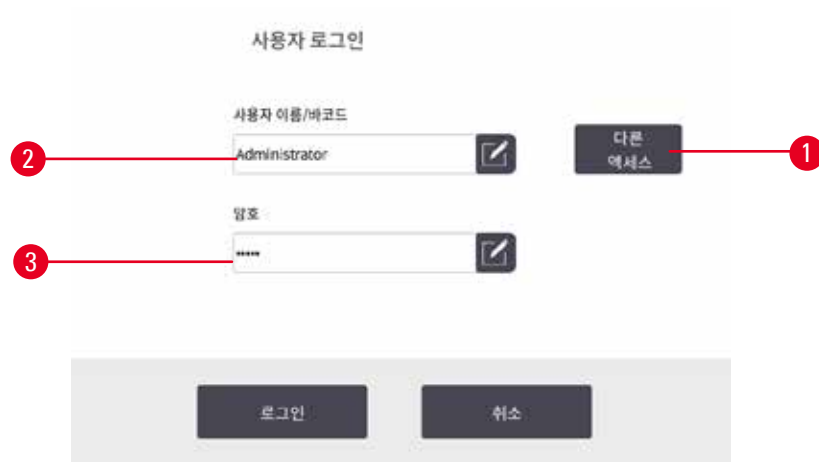 사용자 로그인
사용자 이름/바코드
2
Administrator
다른
액세스
1
암호
3
•••••
로그인
취소